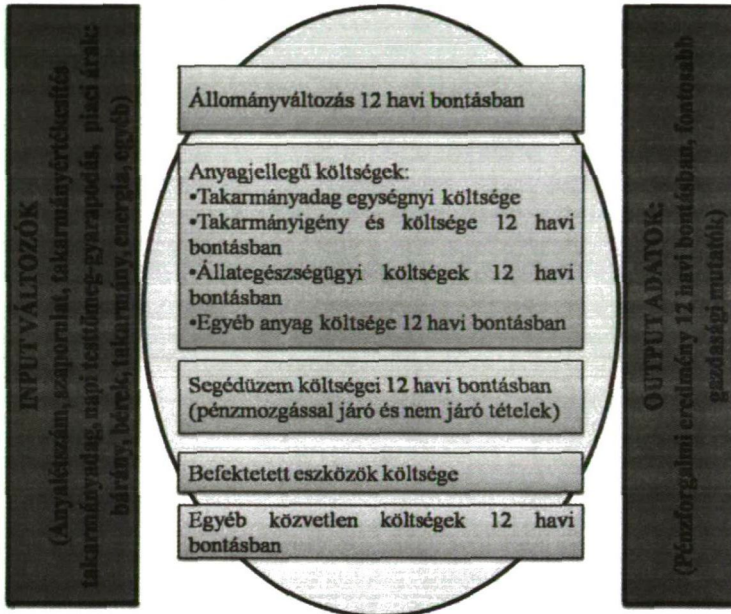 INPUTVÁLTOZÓK
(Anyalétszám, szaporulat, takarmányértékesítés
takarmányadag, napi testtömeg-gyarapodás, piaci árak:
bárány, bérek, takarmány, energia, egyéb)
Állományváltozás 12 havi bontásban
Anyagjellegű költségek:
•Takarmányadag egységnyi költsége
•Takarmányigény és költsége 12 havi
bontásban
•Állategészségügyi költségek 12 havi
bontásban
•Egyéb anyag költsége 12 havi bontásban
Segédüzem költségei 12 havi bontásban
(pénzmozgással járó és nem járó tételek)
Befektetett eszközök költsége
Egyéb közvetlen költségek 12 havi
bontásban
OUTPUT ADATOK:
(Pénzforgalmi eredmény 12 havi bontásban, fontosabb
gazdasági mutatók)